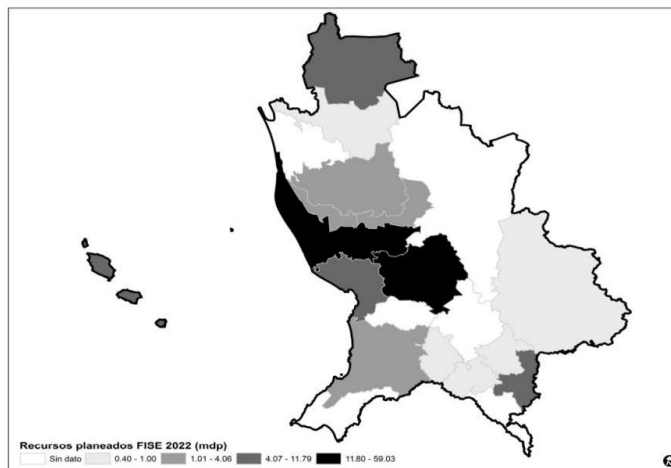 Recursos planeados FISE 2022 (mdp)
Sin dato 0.40 - 1.00 1.01 - 4.06 4.07 - 11.79 11.80 - 59.03